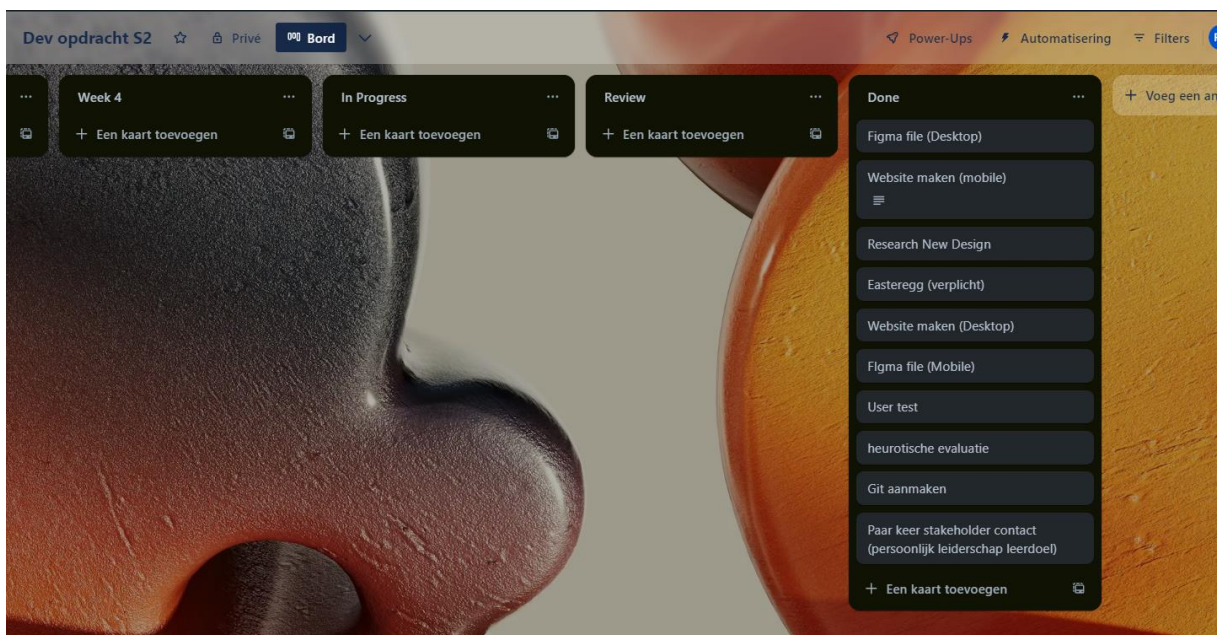 Dev opdracht S2
Privé
Bord
Power-Ups
Automatisering
Filters
Week 4
Een kaart toevoegen
In Progress
Een kaart toevoegen
Review
Een kaart toevoegen
Done
Figma file (Desktop)
Website maken (mobile)
Research New Design
Easteregg (verplicht)
Website maken (Desktop)
FIgma file (Mobile)
User test
heurotische evaluatie
Git aanmaken
Paar keer stakeholder contact
(persoonlijk leiderschap leerdoel)
Een kaart toevoegen
Voeg een an